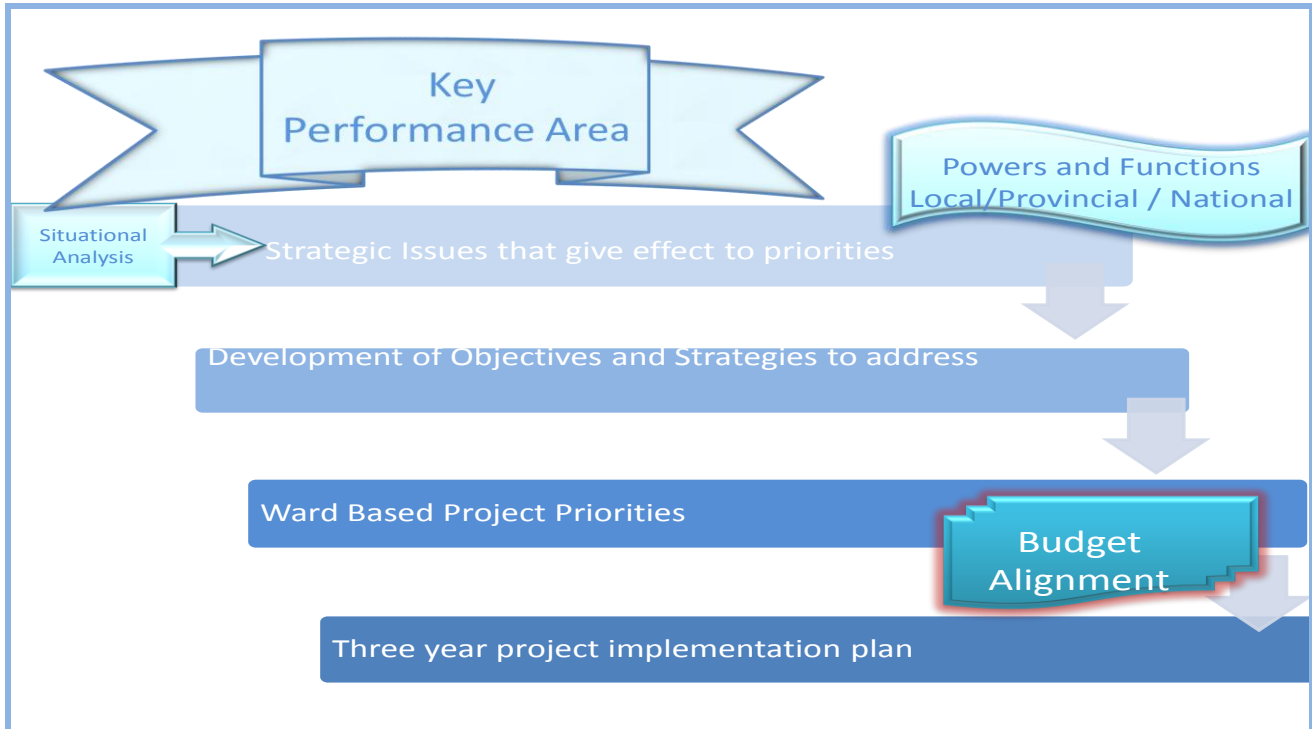 Key
Performance Area
Powers and Functions
Local/Provincial / National
Situational
Analysis
Strategic Issues that give effect to priorities
Development of Objectives and Strategies to address
Ward Based Project Priorities
Budget
Alignment
Three year project implementation plan